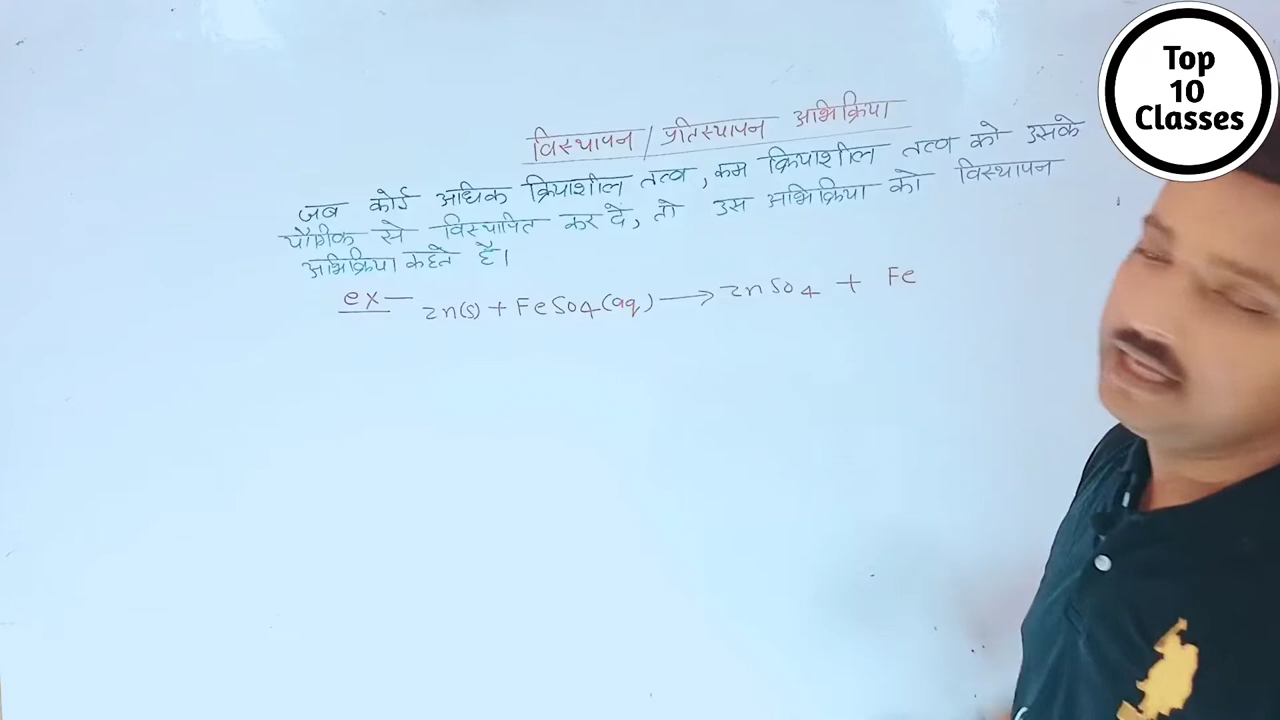 Top
10
Classes
विस्थापन / प्रतिस्थापन अभिक्रिया
जब कोई अधिक क्रियाशील तत्व, कम क्रियाशील तत्व को उसके
यौगिक से विस्थापित कर दे, तो उस अभिक्रिया को विस्थापन
अभिक्रिया कहते है।
ex— Zn(s) + FeSO4(aq) → ZnSO4 + Fe